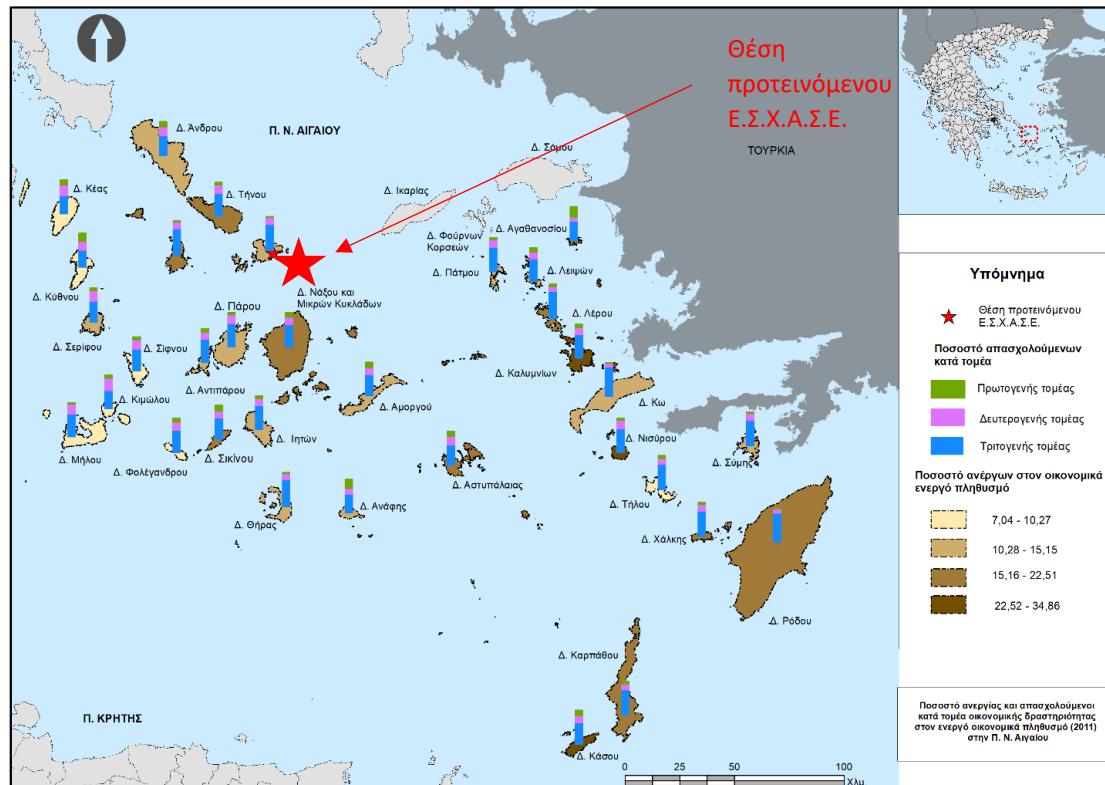 Θέση
προτεινόμενου
Ε.Σ.Χ.Α.Σ.Ε.
ΤΟΥΡΚΙΑ
Π. Ν. ΑΙΓΑΙΟΥ
Δ. Άνδρου
Δ. Σάμου
Δ. Κέας
Δ. Τήνου
Δ. Ικαρίας
Δ. Αγαθονησίου
Δ. Φούρνων
Κορσεών
Δ. Πάτμου
Δ. Λειψών
Δ. Κύθνου
Δ. Νάξου και
Μικρών Κυκλάδων
Δ. Πάρου
Δ. Λέρου
Δ. Σερίφου
Δ. Σίφνου
Δ. Καλυμνίων
Δ. Αντιπάρου
Δ. Κιμώλου
Δ. Αμοργού
Δ. Κω
Δ. Μήλου
Δ. Φολέγανδρου
Δ. Σικίνου
Δ. Ιητών
Δ. Νισύρου
Δ. Σύμης
Δ. Αστυπάλαιας
Δ. Τήλου
Δ. Θήρας
Δ. Ανάφης
Δ. Χάλκης
Δ. Ρόδου
Δ. Καρπάθου
Π. ΚΡΗΤΗΣ
Δ. Κάσου
0 25 50 100
Χλμ
Υπόμνημα
Θέση προτεινόμενου
Ε.Σ.Χ.Α.Σ.Ε.
Ποσοστό απασχολούμενων
κατά τομέα
Πρωτογενής τομέας
Δευτερογενής τομέας
Τριτογενής τομέας
Ποσοστό ανέργων στον οικονομικά
ενεργό πληθυσμό
7,04 - 10,27
10,28 - 15,15
15,16 - 22,51
22,52 - 34,86
Ποσοστό ανεργίας και απασχολούμενοι
κατά τομέα οικονομικής δραστηριότητας
στον ενεργό οικονομικά πληθυσμό (2011)
στην Π. Ν. Αιγαίου